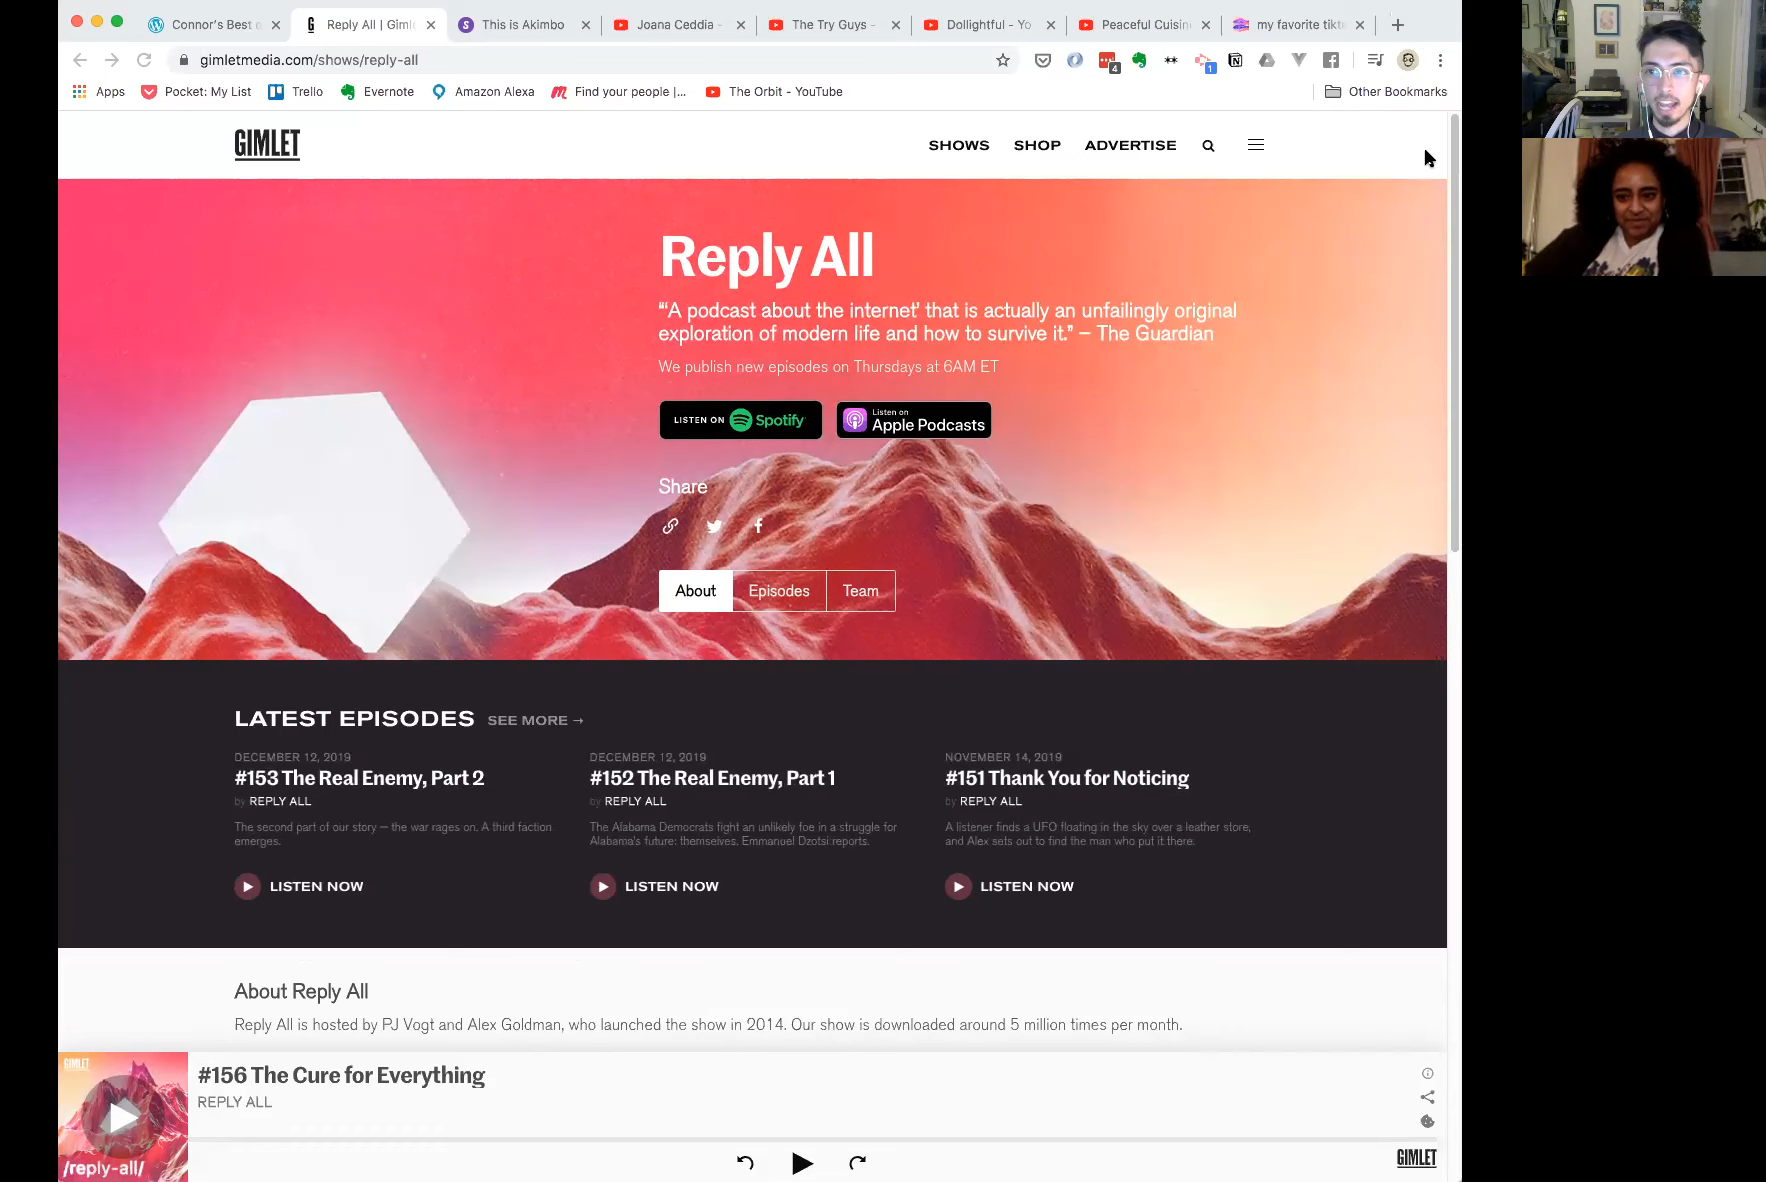 Connor's Best o
Reply All | Giml
This is Akimbo
Joana Ceddia -
The Try Guys -
Dollightful - Yo
Peaceful Cuisin
my favorite tikt
gimletmedia.com/shows/reply-all
4
1
Apps
Pocket: My List
Trello
Evernote
Amazon Alexa
Find your people |...
The Orbit - YouTube
Other Bookmarks
GIMLET
SHOWS
SHOP
ADVERTISE
Reply All
"'A podcast about the internet' that is actually an unfailingly original
exploration of modern life and how to survive it." – The Guardian
We publish new episodes on Thursdays at 6AM ET
LISTEN ON Spotify
Listen on
Apple Podcasts
Share
About
Episodes
Team
LATEST EPISODES
SEE MORE →
DECEMBER 12, 2019
#153 The Real Enemy, Part 2
by REPLY ALL
The second part of our story – the war rages on. A third faction
emerges.
LISTEN NOW
DECEMBER 12, 2019
#152 The Real Enemy, Part 1
by REPLY ALL
The Alabama Democrats fight an unlikely foe in a struggle for
Alabama's future: themselves. Emmanuel Dzotsi reports.
LISTEN NOW
NOVEMBER 14, 2019
#151 Thank You for Noticing
by REPLY ALL
A listener finds a UFO floating in the sky over a leather store,
and Alex sets out to find the man who put it there.
LISTEN NOW
About Reply All
Reply All is hosted by PJ Vogt and Alex Goldman, who launched the show in 2014. Our show is downloaded around 5 million times per month.
GIMLET
/reply-all/
#156 The Cure for Everything
REPLY ALL
GIMLET